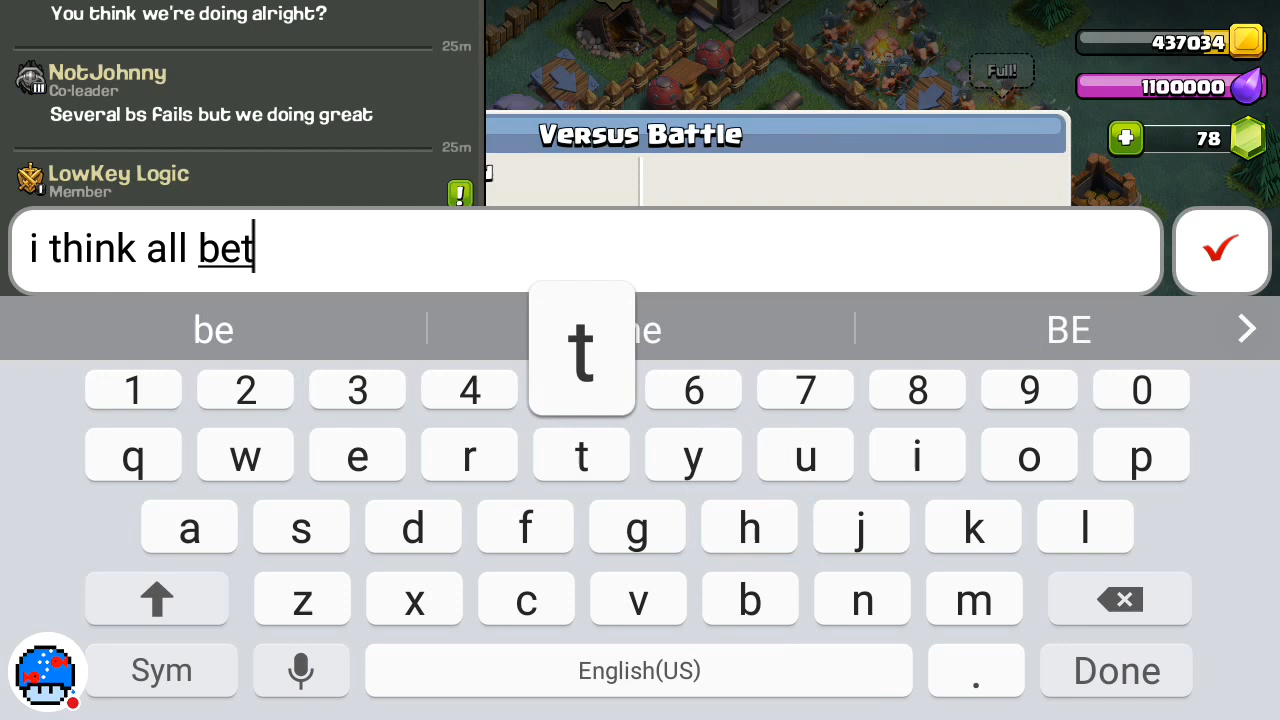 You think we're doing alright?
25m
NotJohnny
Co-leader
Several bs fails but we doing great
25m
LowKey Logic
Member
!
Full!
437034
1100000
78
Versus Battle
i think all bet
be
BE
t
1 2 3 4 6 7 8 9 0
q w e r t y u i o p
a s d f g h j k l
z x c v b n m
Sym
English(US)
.
Done